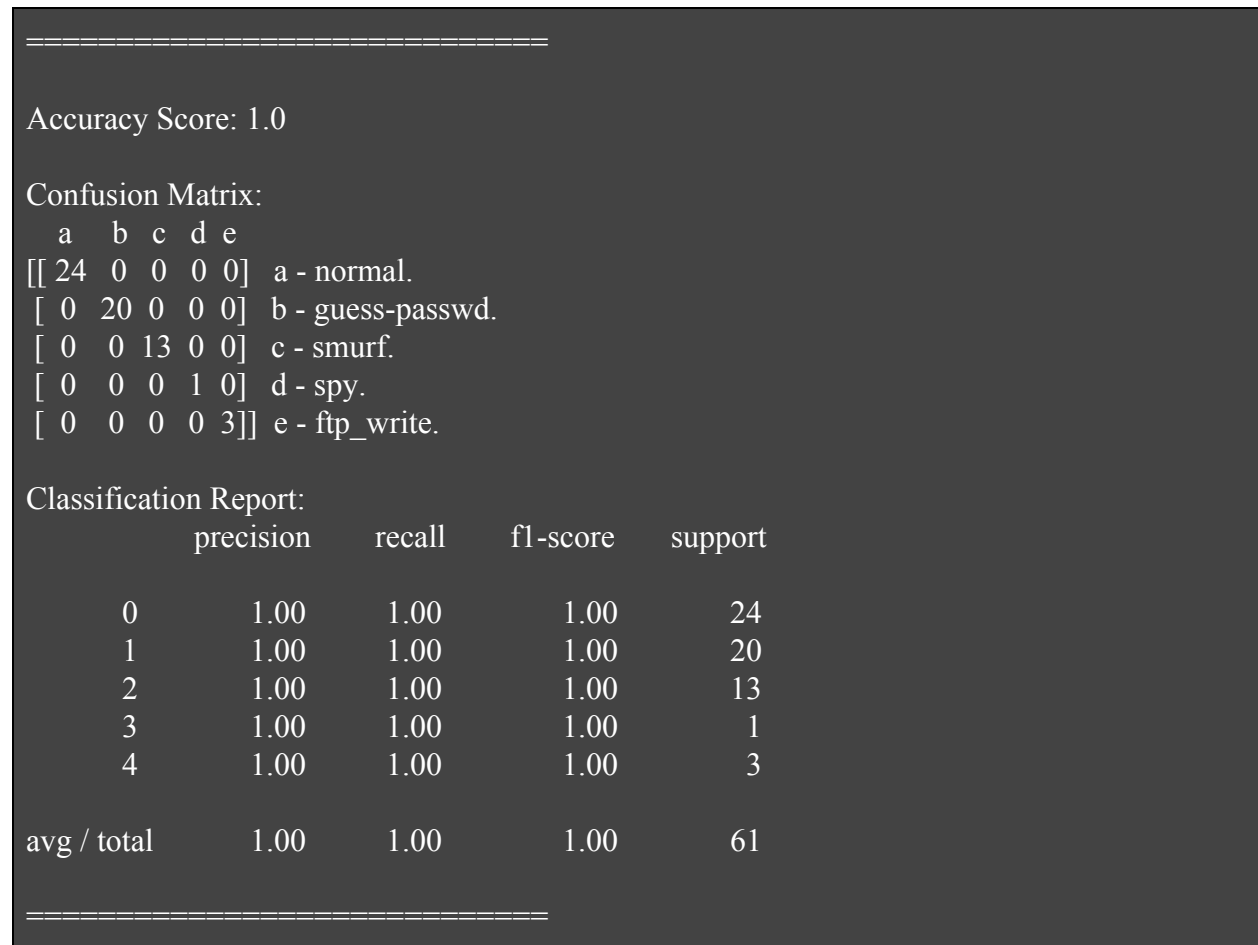 =============================
Accuracy Score: 1.0
Confusion Matrix:
a b c d e
[[ 24 0 0 0 0] a - normal.
[ 0 20 0 0 0] b - guess-passwd.
[ 0 0 13 0 0] c - smurf.
[ 0 0 0 1 0] d - spy.
[ 0 0 0 0 3]] e - ftp_write.
Classification Report:
precision recall f1-score support
0 1.00 1.00 1.00 24
1 1.00 1.00 1.00 20
2 1.00 1.00 1.00 13
3 1.00 1.00 1.00 1
4 1.00 1.00 1.00 3
avg / total 1.00 1.00 1.00 61
=============================